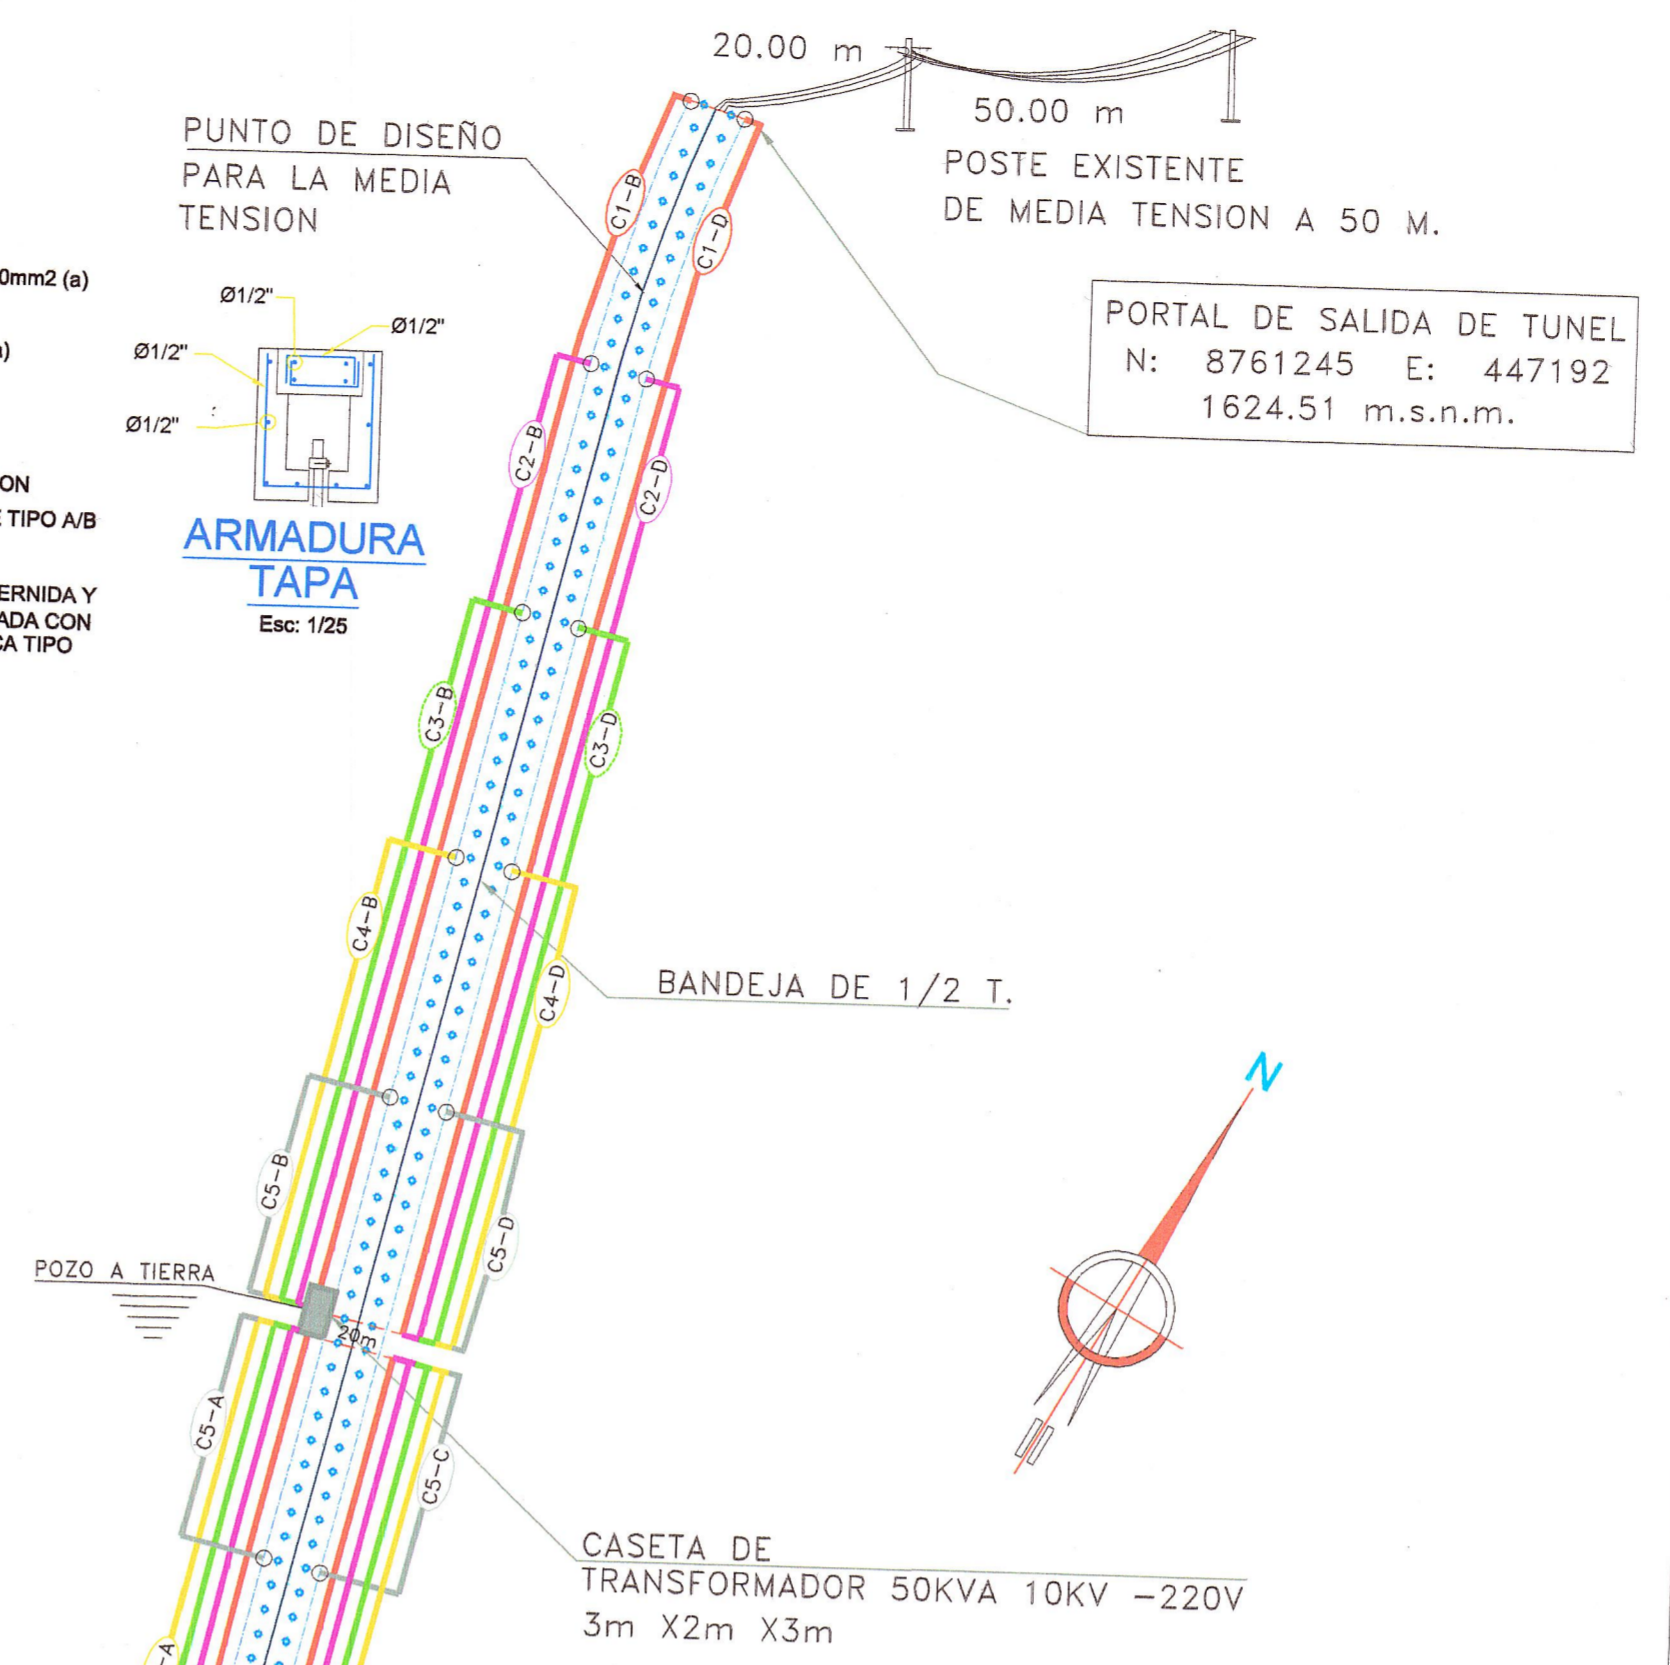 20.00 m
50.00 m
POSTE EXISTENTE
DE MEDIA TENSION A 50 M.
PUNTO DE DISEÑO
PARA LA MEDIA
TENSION
C1-B
C1-D
PORTAL DE SALIDA DE TUNEL
N: 8761245 E: 447192
1624.51 m.s.n.m.
0mm2 (a)
Ø1/2"
Ø1/2"
Ø1/2"
Ø1/2"
ON
TIPO A/B
ERNIDA Y
ADA CON
CA TIPO
ARMADURA
TAPA
Esc: 1/25
C2-B
C2-D
C3-B
C3-D
C4-B
C4-D
BANDEJA DE 1/2 T.
N
C5-B
C5-D
POZO A TIERRA
20m
C5-A
C5-C
CASETA DE
TRANSFORMADOR 50KVA 10KV -220V
3m X2m X3m
-A